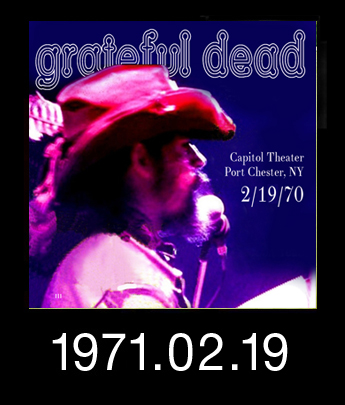 grateful dead
Capitol Theater
Port Chester, NY
2/19/70
1971.02.19